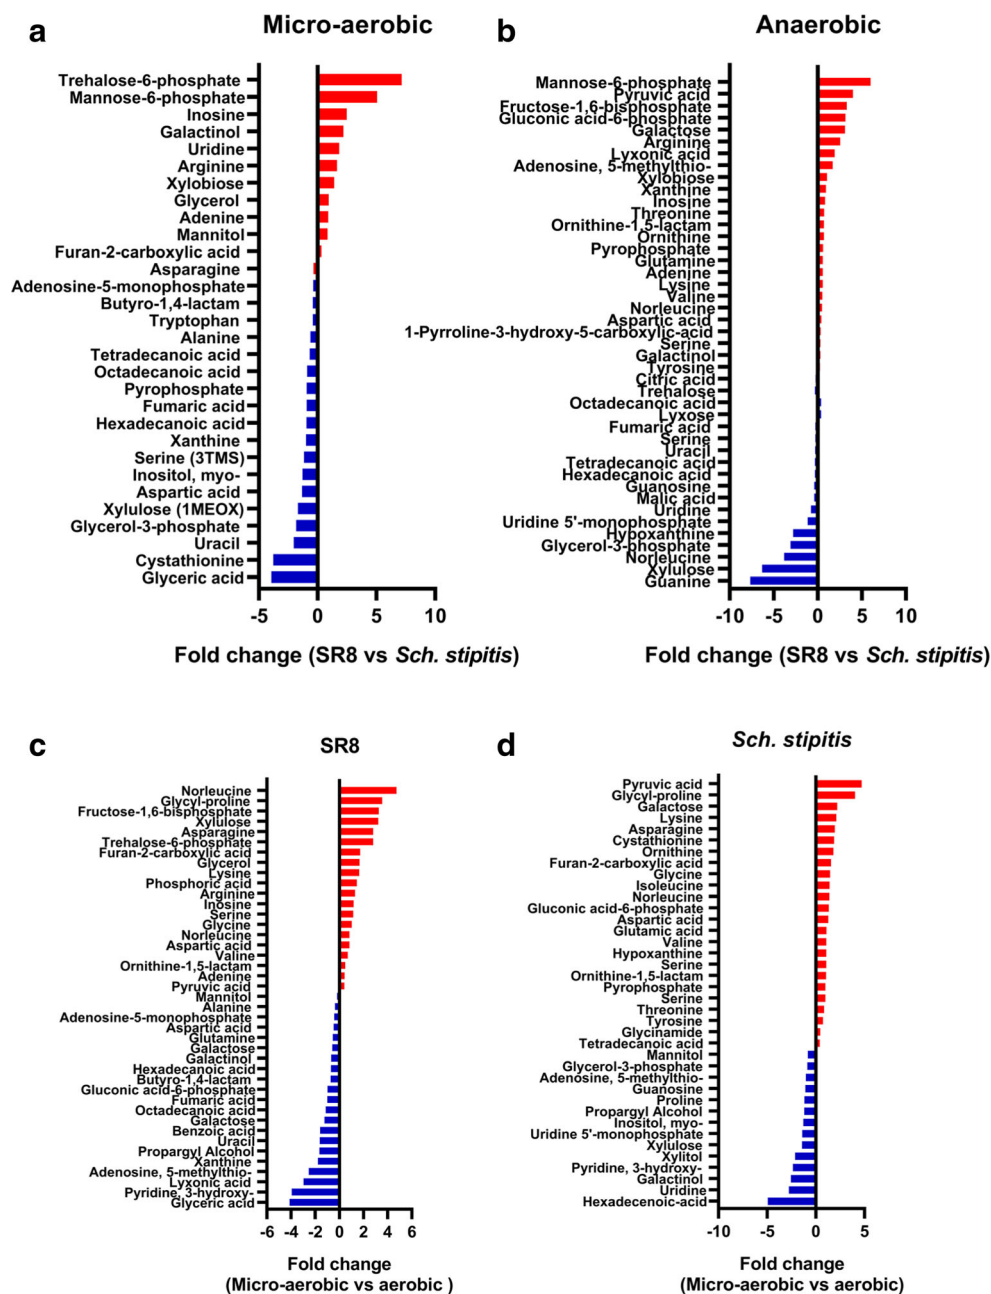 a
Micro-aerobic
Trehalose-6-phosphate
Mannose-6-phosphate
Inosine
Galactinol
Uridine
Arginine
Xylobiose
Glycerol
Adenine
Mannitol
Furan-2-carboxylic acid
Asparagine
Adenosine-5-monophosphate
Butyro-1,4-lactam
Tryptophan
Alanine
Tetradecanoic acid
Octadecanoic acid
Pyrophosphate
Fumaric acid
Hexadecanoic acid
Xanthine
Serine (3TMS)
Inositol, myo-
Aspartic acid
Xylulose (1MEOX)
Glycerol-3-phosphate
Uracil
Cystathionine
Glyceric acid
-5 0 5 10
Fold change (SR8 vs Sch. stipitis)
b
Anaerobic
Mannose-6-phosphate
Pyruvic acid
Fructose-1,6-bisphosphate
Gluconic acid-6-phosphate
Galactose
Arginine
Lyxonic acid
Adenosine, 5-methylthio-
Xylobiose
Xanthine
Inosine
Threonine
Ornithine-1,5-lactam
Ornithine
Pyrophosphate
Glutamine
Adenine
Lysine
Valine
Norleucine
Aspartic acid
1-Pyrroline-3-hydroxy-5-carboxylic-acid
Serine
Galactinol
Tyrosine
Citric acid
Trehalose
Octadecanoic acid
Lyxose
Fumaric acid
Serine
Uracil
Tetradecanoic acid
Hexadecanoic acid
Guanosine
Malic acid
Uridine
Uridine 5'-monophosphate
Hypoxanthine
Glycerol-3-phosphate
Norleucine
Xylulose
Guanine
-10 -5 0 5 10
Fold change (SR8 vs Sch. stipitis)
c
SR8
Norleucine
Glycyl-proline
Fructose-1,6-bisphosphate
Xylulose
Asparagine
Trehalose-6-phosphate
Furan-2-carboxylic acid
Glycerol
Lysine
Phosphoric acid
Arginine
Inosine
Serine
Glycine
Norleucine
Aspartic acid
Valine
Ornithine-1,5-lactam
Adenine
Pyruvic acid
Mannitol
Alanine
Adenosine-5-monophosphate
Aspartic acid
Glutamine
Galactose
Galactinol
Hexadecanoic acid
Butyro-1,4-lactam
Gluconic acid-6-phosphate
Fumaric acid
Octadecanoic acid
Galactose
Benzoic acid
Uracil
Propargyl Alcohol
Xanthine
Adenosine, 5-methylthio-
Lyxonic acid
Pyridine, 3-hydroxy-
Glyceric acid
-6 -4 -2 0 2 4 6
Fold change
(Micro-aerobic vs aerobic )
d
Sch. stipitis
Pyruvic acid
Glycyl-proline
Galactose
Lysine
Asparagine
Cystathionine
Ornithine
Furan-2-carboxylic acid
Glycine
Isoleucine
Norleucine
Gluconic acid-6-phosphate
Aspartic acid
Glutamic acid
Valine
Hypoxanthine
Serine
Ornithine-1,5-lactam
Pyrophosphate
Serine
Threonine
Tyrosine
Glycinamide
Tetradecanoic acid
Mannitol
Glycerol-3-phosphate
Adenosine, 5-methylthio-
Guanosine
Proline
Propargyl Alcohol
Inositol, myo-
Uridine 5'-monophosphate
Xylulose
Xylitol
Pyridine, 3-hydroxy-
Galactinol
Uridine
Hexadecenoic-acid
-10 -5 0 5
Fold change
(Micro-aerobic vs aerobic)